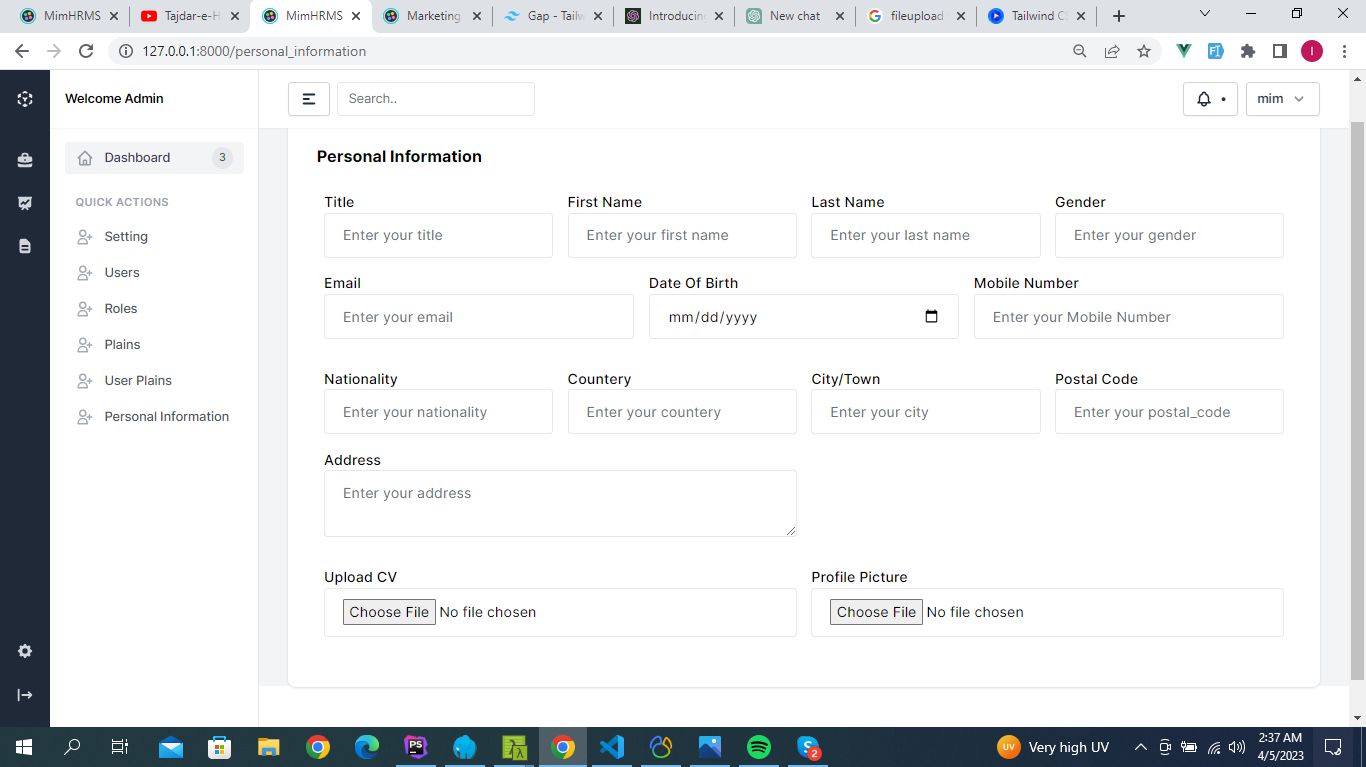 MimHRMS
Tajdar-e-H
MimHRMS
Marketing
Gap - Tailw
Introducing
New chat
fileupload
Tailwind CS
127.0.0.1:8000/personal_information
I
Welcome Admin
Search..
mim
Dashboard 3
QUICK ACTIONS
Setting
Users
Roles
Plains
User Plains
Personal Information
Personal Information
Title First Name Last Name Gender
Enter your title Enter your first name Enter your last name Enter your gender
Email Date Of Birth Mobile Number
Enter your email mm/dd/yyyy Enter your Mobile Number
Nationality Countery City/Town Postal Code
Enter your nationality Enter your countery Enter your city Enter your postal_code
Address
Enter your address
Upload CV Profile Picture
Choose File No file chosen Choose File No file chosen
PS
2
UV Very high UV
2:37 AM
4/5/2023